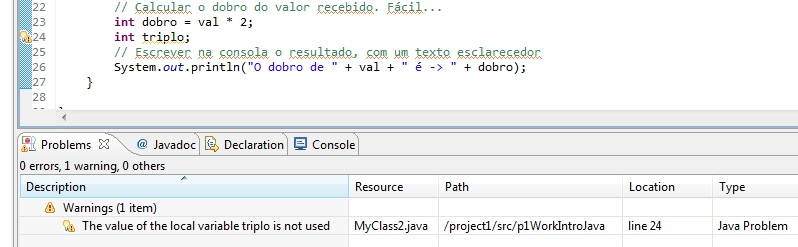 22 // Calcular o dobro do valor recebido. Fácil...
23 int dobro = val * 2;
24 int triplo;
25 // Escrever na consola o resultado, com um texto esclarecedor
26 System.out.println("O dobro de " + val + " é -> " + dobro);
27 }
28
Problems @ Javadoc Declaration Console
0 errors, 1 warning, 0 others
Description Resource Path Location Type
Warnings (1 item)
The value of the local variable triplo is not used MyClass2.java /project1/src/p1WorkIntroJava line 24 Java Problem